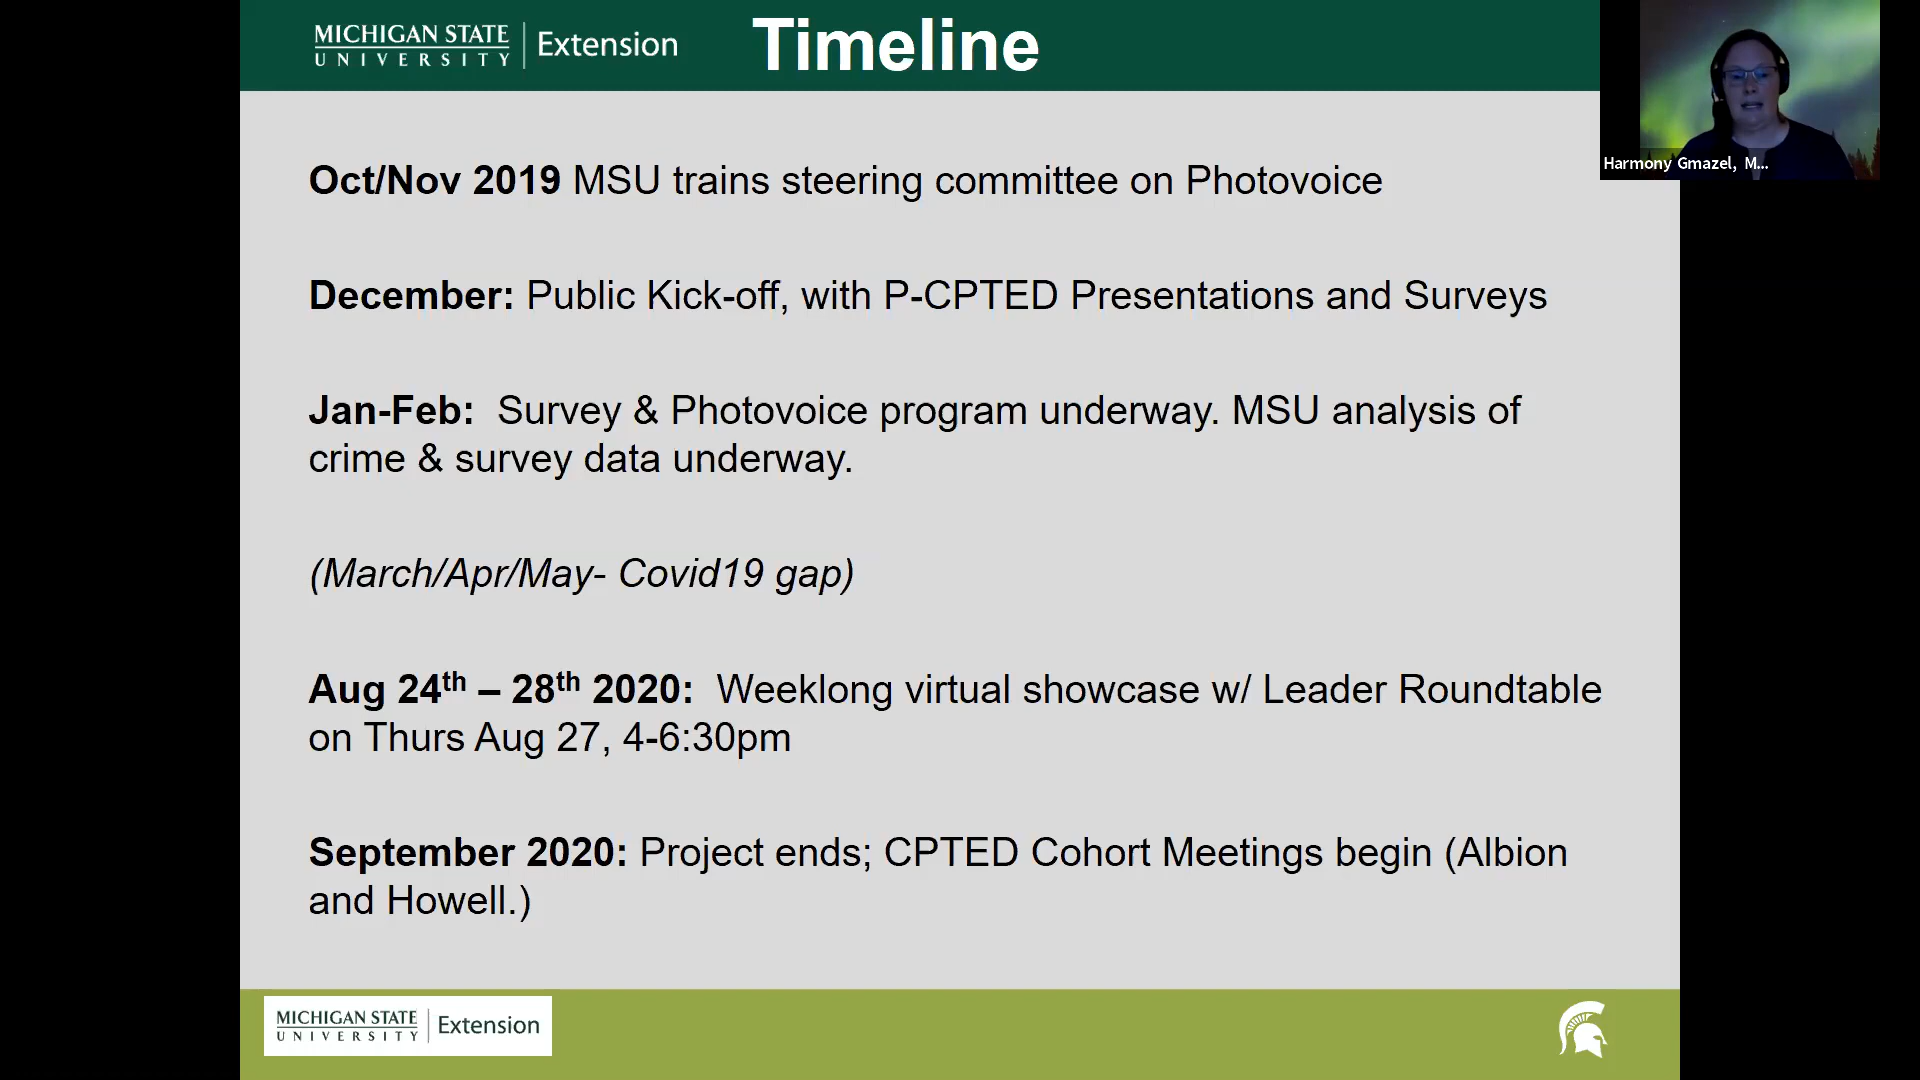 MICHIGAN STATE
UNIVERSITY
Extension
Timeline
Harmony Gmazel, M...
Oct/Nov 2019 MSU trains steering committee on Photovoice
December: Public Kick-off, with P-CPTED Presentations and Surveys
Jan-Feb:  Survey & Photovoice program underway. MSU analysis of
crime & survey data underway.
(March/Apr/May- Covid19 gap)
Aug 24th – 28th 2020:  Weeklong virtual showcase w/ Leader Roundtable
on Thurs Aug 27, 4-6:30pm
September 2020: Project ends; CPTED Cohort Meetings begin (Albion
and Howell.)
MICHIGAN STATE
UNIVERSITY
Extension